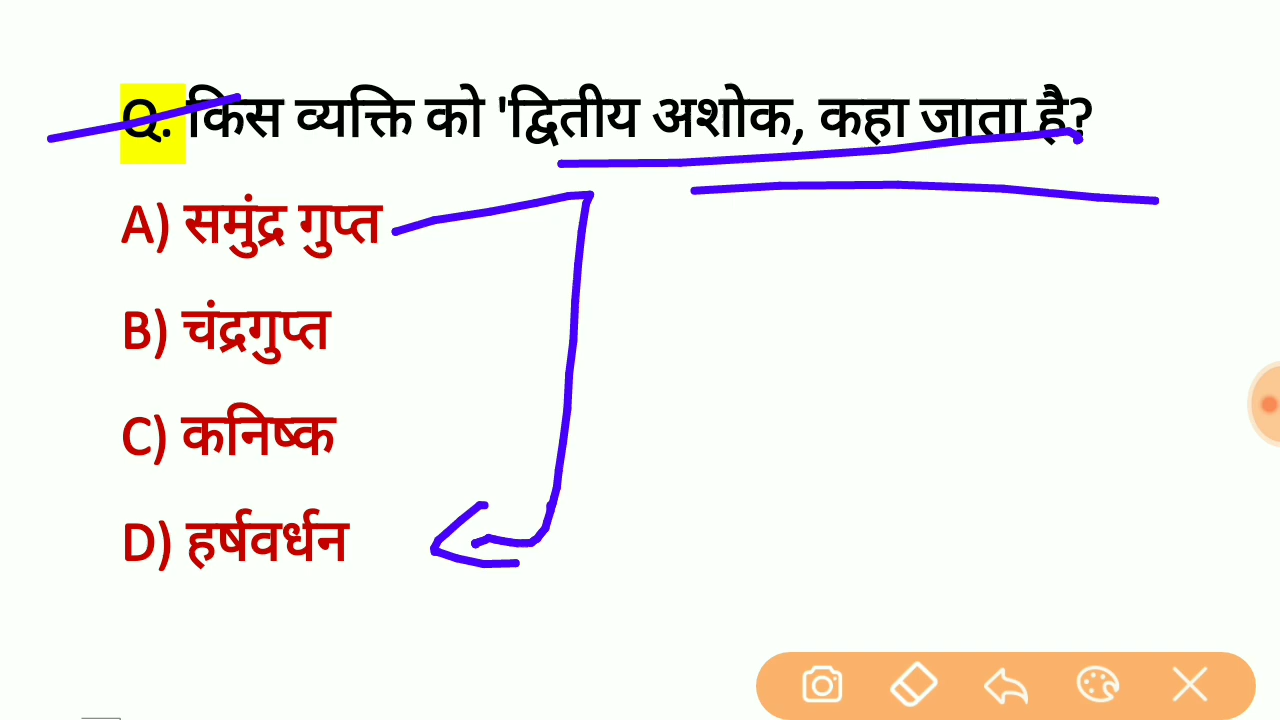 Q. किस व्यक्ति को 'द्वितीय अशोक, कहा जाता है?
A) समुंद्र गुप्त
B) चंद्रगुप्त
C) कनिष्क
D) हर्षवर्धन